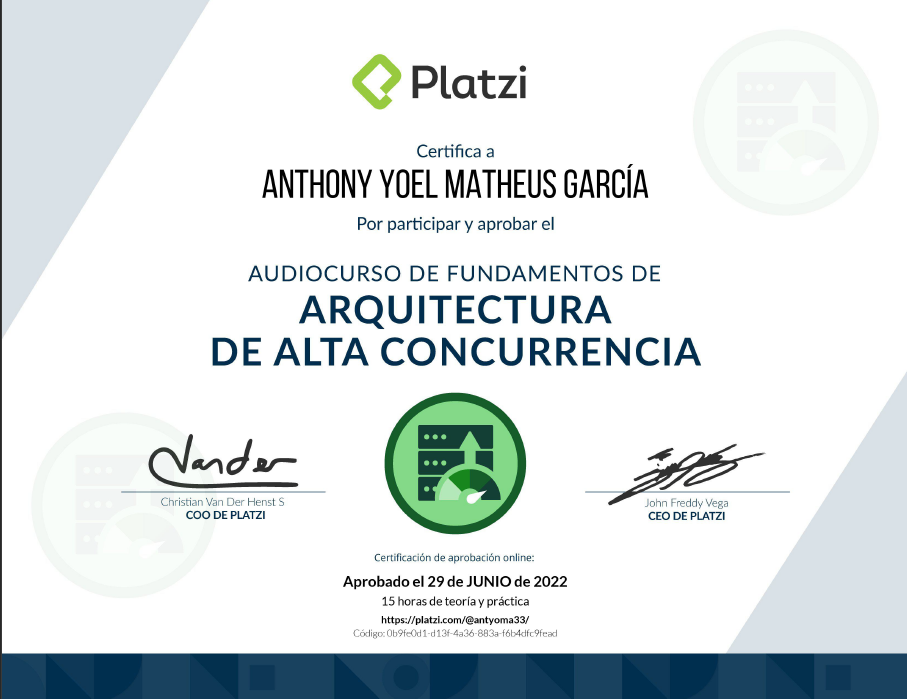 Platzi
Certifica a
ANTHONY YOEL MATHEUS GARCÍA
Por participar y aprobar el
AUDIOCURSO DE FUNDAMENTOS DE
ARQUITECTURA
DE ALTA CONCURRENCIA
Vander
Christian Van Der Henst S
COO DE PLATZI
John Freddy Vega
CEO DE PLATZI
Certificación de aprobación online:
Aprobado el 29 de JUNIO de 2022
15 horas de teoría y práctica
https://platzi.com/@antyoma33/
Código: 0b9fe0d1-d13f-4a36-883a-f6b4dfc9fead